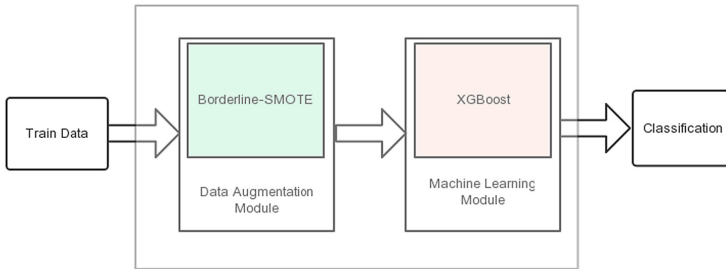 Train Data
Borderline-SMOTE
Data Augmentation
Module
XGBoost
Machine Learning
Module
Classification